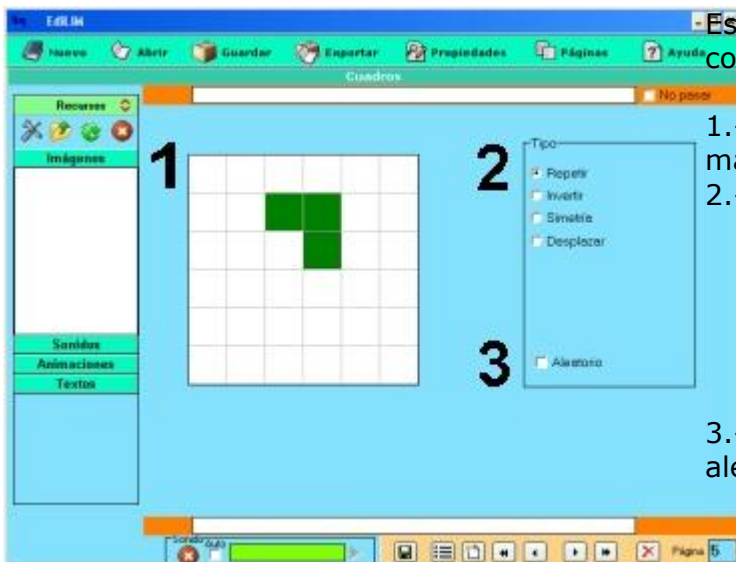 EdiLIM
Nuevo Abrir Guardar Exportar Propiedades Páginas Ayuda
Cuadros
No pasar
Recursos
Imágenes
Sonidos
Animaciones
Textos
1
2
Tipo
Repetir
Invertir
Simetría
Desplazar
3
Aleatorio
Sonido
Auto
Página 5
Es
co
1.-
ma
2.-
3.-
ale